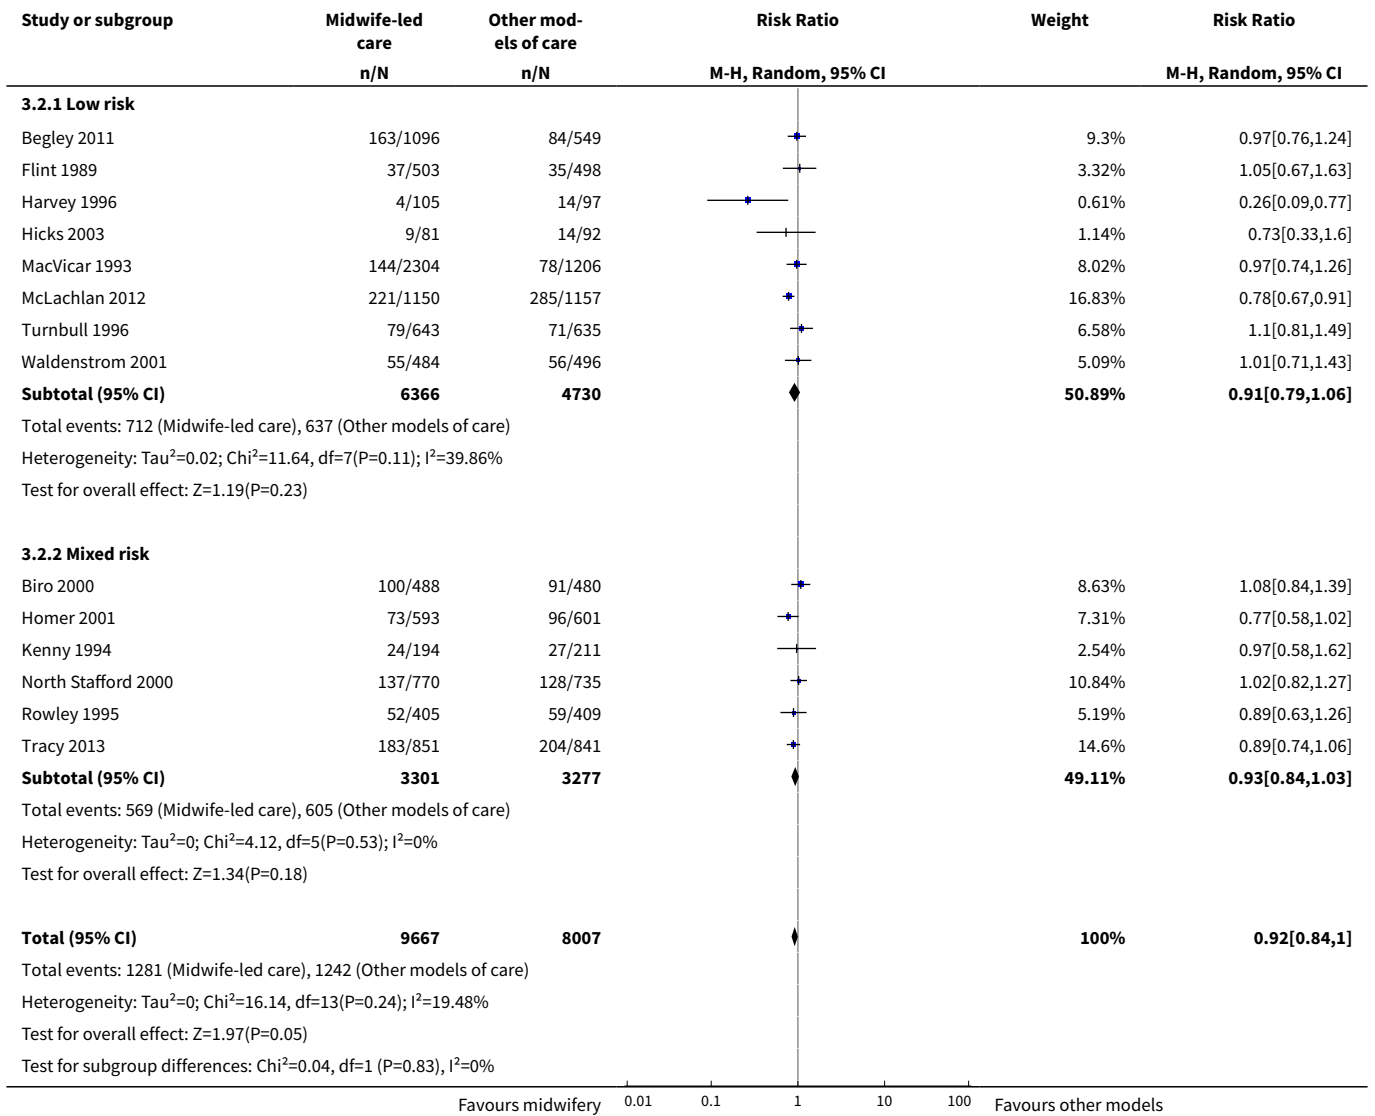 Study or subgroup Midwife-led care Other mod-els of care Risk Ratio Weight Risk Ratio
n/N n/N M-H, Random, 95% CI M-H, Random, 95% CI
3.2.1 Low risk
Begley 2011 163/1096 84/549 9.3% 0.97[0.76,1.24]
Flint 1989 37/503 35/498 3.32% 1.05[0.67,1.63]
Harvey 1996 4/105 14/97 0.61% 0.26[0.09,0.77]
Hicks 2003 9/81 14/92 1.14% 0.73[0.33,1.6]
MacVicar 1993 144/2304 78/1206 8.02% 0.97[0.74,1.26]
McLachlan 2012 221/1150 285/1157 16.83% 0.78[0.67,0.91]
Turnbull 1996 79/643 71/635 6.58% 1.1[0.81,1.49]
Waldenstrom 2001 55/484 56/496 5.09% 1.01[0.71,1.43]
Subtotal (95% CI) 6366 4730 50.89% 0.91[0.79,1.06]
Total events: 712 (Midwife-led care), 637 (Other models of care)
Heterogeneity: Tau²=0.02; Chi²=11.64, df=7(P=0.11); I²=39.86%
Test for overall effect: Z=1.19(P=0.23)
3.2.2 Mixed risk
Biro 2000 100/488 91/480 8.63% 1.08[0.84,1.39]
Homer 2001 73/593 96/601 7.31% 0.77[0.58,1.02]
Kenny 1994 24/194 27/211 2.54% 0.97[0.58,1.62]
North Stafford 2000 137/770 128/735 10.84% 1.02[0.82,1.27]
Rowley 1995 52/405 59/409 5.19% 0.89[0.63,1.26]
Tracy 2013 183/851 204/841 14.6% 0.89[0.74,1.06]
Subtotal (95% CI) 3301 3277 49.11% 0.93[0.84,1.03]
Total events: 569 (Midwife-led care), 605 (Other models of care)
Heterogeneity: Tau²=0; Chi²=4.12, df=5(P=0.53); I²=0%
Test for overall effect: Z=1.34(P=0.18)
Total (95% CI) 9667 8007 100% 0.92[0.84,1]
Total events: 1281 (Midwife-led care), 1242 (Other models of care)
Heterogeneity: Tau²=0; Chi²=16.14, df=13(P=0.24); I²=19.48%
Test for overall effect: Z=1.97(P=0.05)
Test for subgroup differences: Chi²=0.04, df=1 (P=0.83), I²=0%
Favours midwifery 0.01 0.1 1 10 100 Favours other models